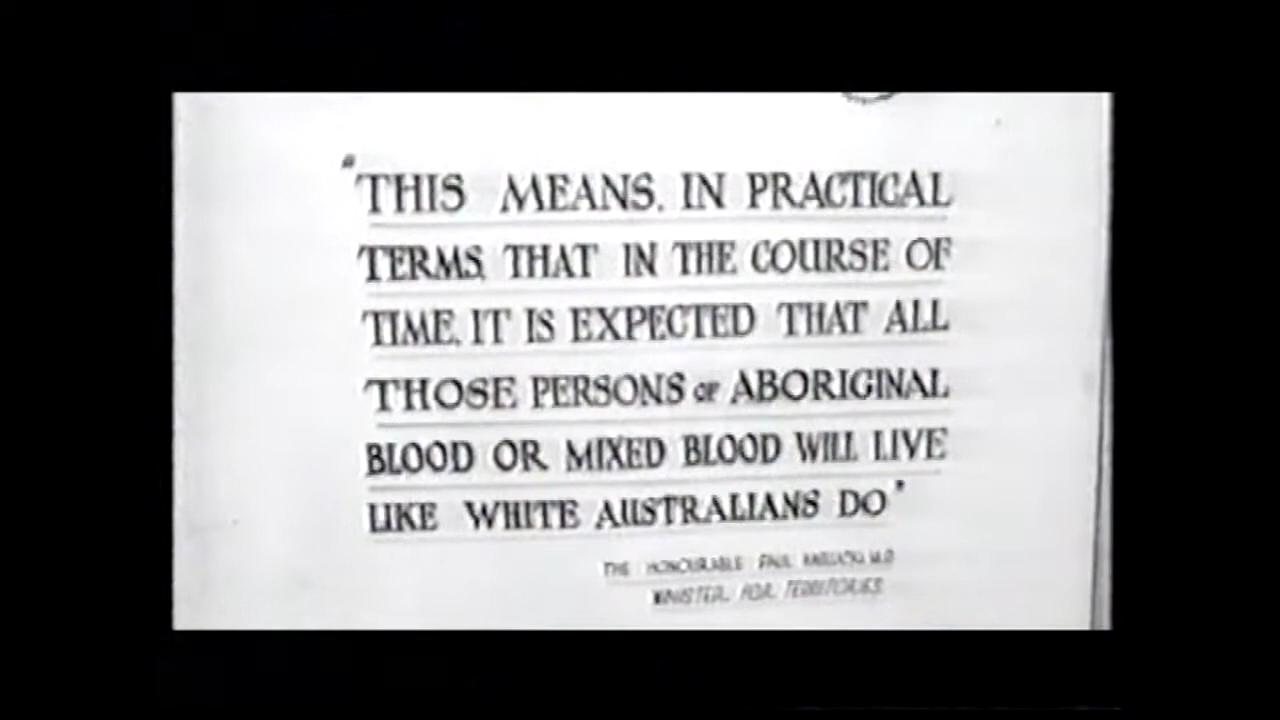 "THIS MEANS, IN PRACTICAL
TERMS, THAT IN THE COURSE OF
TIME, IT IS EXPECTED THAT ALL
THOSE PERSONS OF ABORIGINAL
BLOOD OR MIXED BLOOD WILL LIVE
LIKE WHITE AUSTRALIANS DO"
THE HONOURABLE PAUL HASLUCK, M.P.
MINISTER FOR TERRITORIES